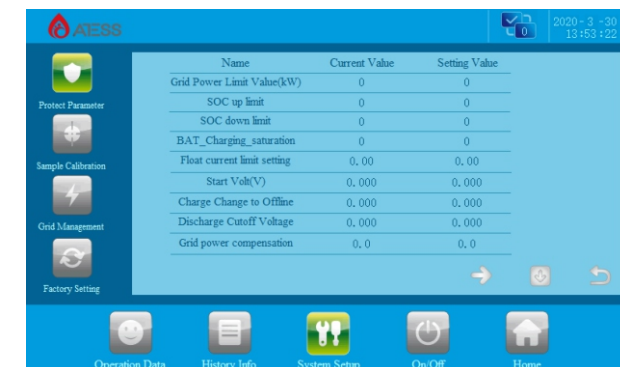 ATESS
0
2020-3-30
13:53:22
Name Current Value Setting Value
Grid Power Limit Value(kW) 0 0
SOC up limit 0 0
SOC down limit 0 0
BAT_Charging_saturation 0 0
Float current limit setting 0.00 0.00
Start Volt(V) 0.000 0.000
Charge Change to Offline 0.000 0.000
Discharge Cutoff Voltage 0.000 0.000
Grid power compensation 0.0 0.0
Protect Parameter
Sample Calibration
Grid Management
Factory Setting
Operation Data History Info System Setup On/Off Home